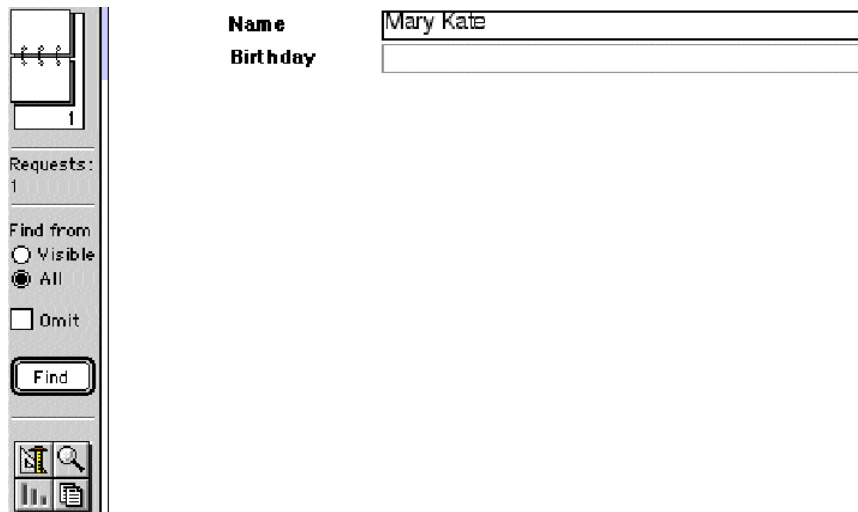 Name Mary Kate
Birthday
1
Requests:
1
Find from
Visible
All
Omit
Find